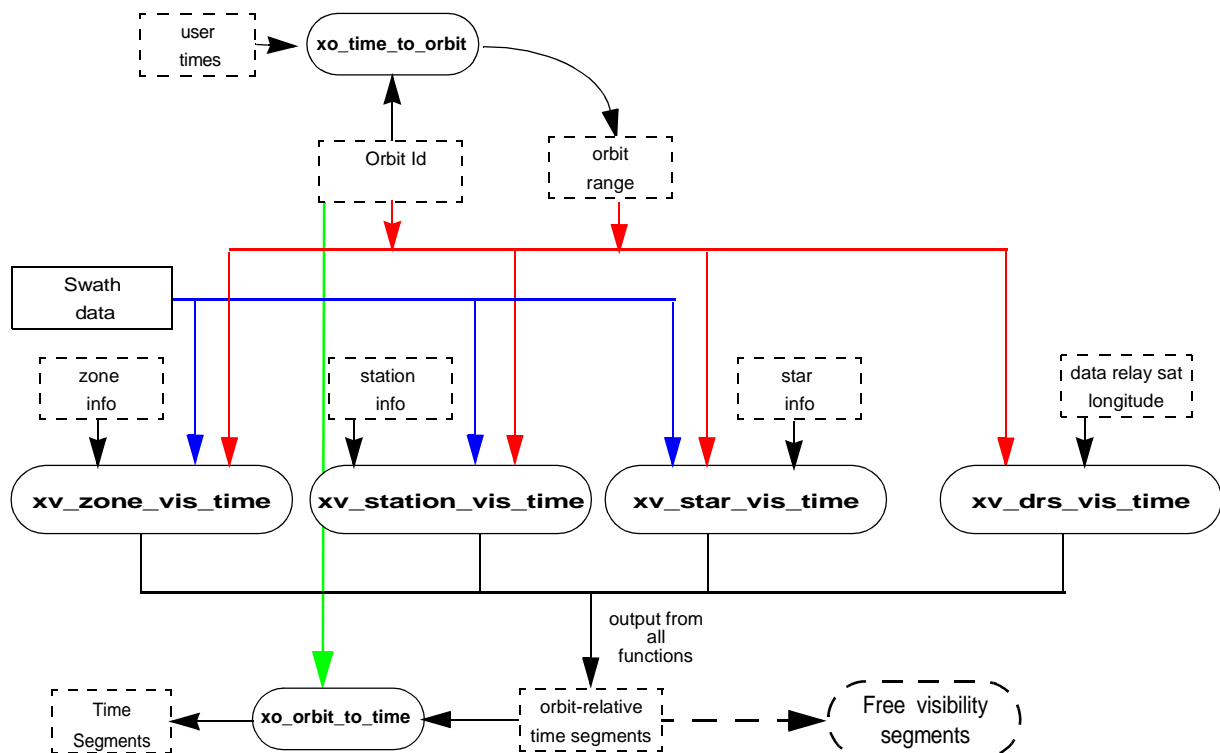 user
times
xo_time_to_orbit
Orbit Id
orbit
range
Swath
data
zone
info
station
info
star
info
data relay sat
longitude
xv_zone_vis_time
xv_station_vis_time
xv_star_vis_time
xv_drs_vis_time
output from
all
functions
Time
Segments
xo_orbit_to_time
orbit-relative
time segments
Free visibility
segments